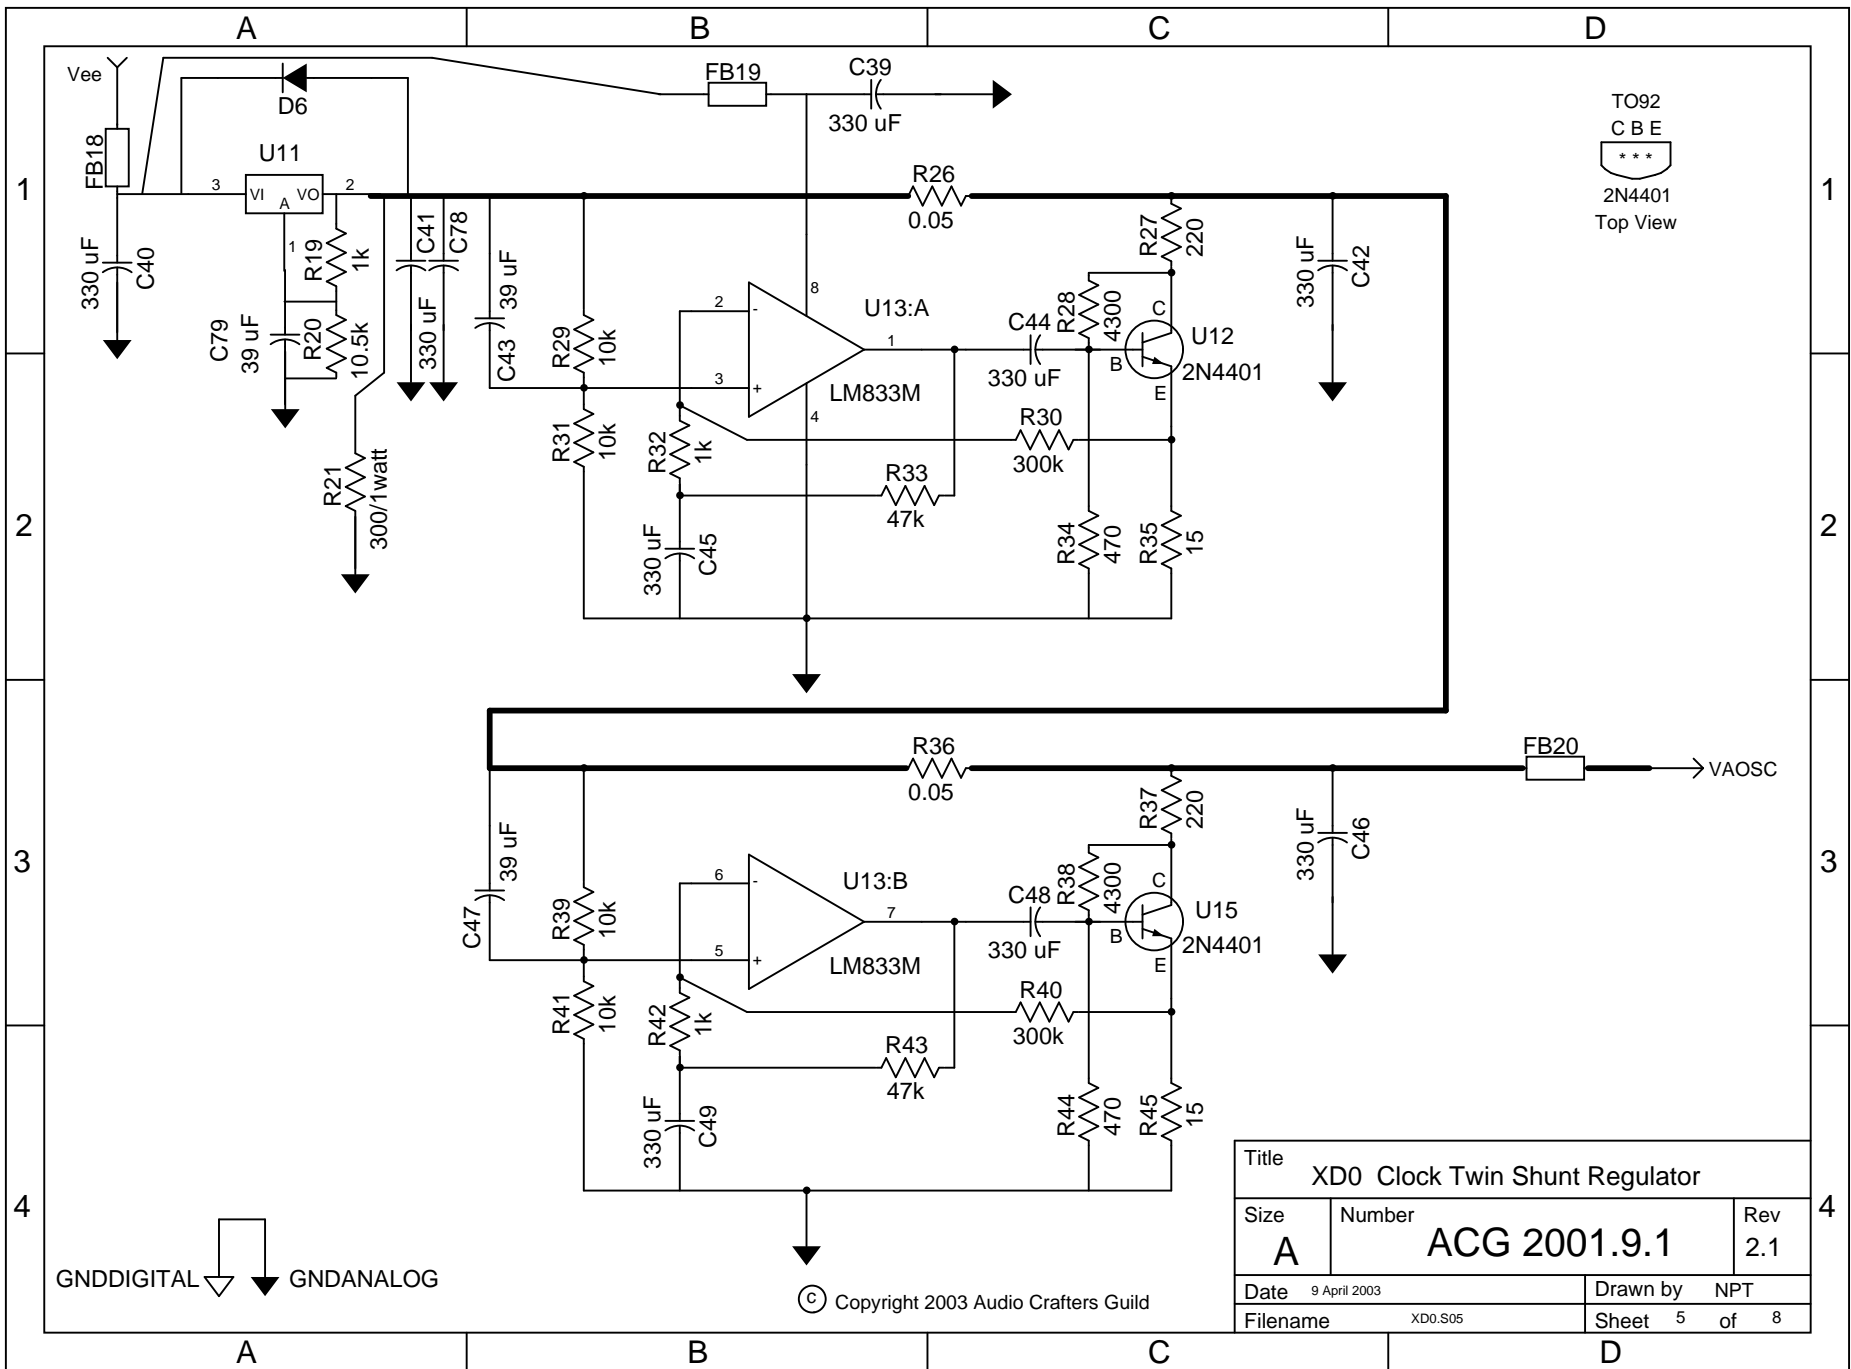 A
B
C
D
Vee
FB18
D6
FB19
C39
330 uF
TO92
C B E
* * *
2N4401
Top View
U11
3
VI
VO
A
2
1
R19
1k
330 uF
C40
C79
39 uF
R20
10.5k
R21
300/1watt
C41
C78
330 uF
39 uF
C43
R26
0.05
R27
220
330 uF
C42
R29
10k
R31
10k
2
-
8
U13:A
1
3
+
LM833M
4
C44
330 uF
R28
4300
C
U12
B
2N4401
E
R32
1k
R30
300k
R33
47k
330 uF
C45
R34
470
R35
15
R36
0.05
FB20
VAOSC
R37
220
330 uF
C46
39 uF
C47
R39
10k
R41
10k
6
-
U13:B
7
5
+
LM833M
C48
330 uF
R38
4300
C
U15
B
2N4401
E
R42
1k
R40
300k
R43
47k
330 uF
C49
R44
470
R45
15
GNDDIGITAL
GNDANALOG
C Copyright 2003 Audio Crafters Guild
Title
XD0 Clock Twin Shunt Regulator
Size
A
Number
ACG 2001.9.1
Rev
2.1
Date 9 April 2003
Drawn by NPT
Filename XD0.S05
Sheet 5 of 8
1
2
3
4
1
2
3
4
A
B
C
D